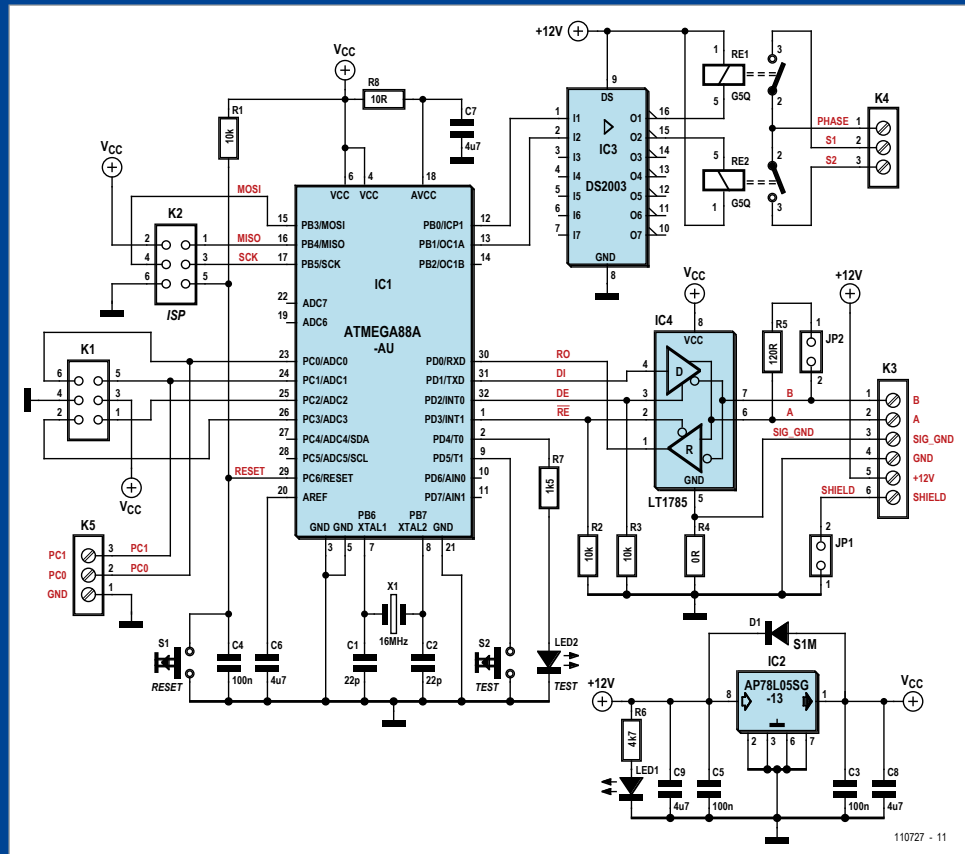 +12V
VCC
R8
10R
R1
10k
C7
4u7
VCC
6 4 18
VCC VCC AVCC
MOSI
K2
2 1 MISO
4 3 SCK
6 5
ISP
15 PB3/MOSI
16 PB4/MISO
17 PB5/SCK
22 ADC7
19 ADC6
23 PC0/ADC0
24 PC1/ADC1
25 PC2/ADC2
26 PC3/ADC3
27 PC4/ADC4/SDA
28 PC5/ADC5/SCL
RESET 29 PC6/RESET
20 AREF
IC1
ATMEGA88A
-AU
PB0/ICP1 12
PB1/OC1A 13
PB2/OC1B 14
PD0/RXD 30
PD1/TXD 31
PD2/INT0 32
PD3/INT1 1
PD4/T0 2
PD5/T1 9
PD6/AIN0 10
PD7/AIN1 11
PB6 PB7
GND GND XTAL1 XTAL2 GND
3 5 7 8 21
K1
6 5
4 3
2 1
VCC
K5
PC1 3 PC1
PC0 2 PC0
GND 1
S1
RESET
C4
100n
C6
4u7
C1
22p
X1
16MHz
C2
22p
S2
TEST
LED2
TEST
R7
1k5
9
DS
1 I1 O1 16
2 I2 O2 15
3 I3 O3 14
4 I4 O4 13
5 I5 O5 12
6 I6 O6 11
7 I7 O7 10
IC3
DS2003
GND
8
1 RE1
5 G5Q
3
2
5 RE2
1 G5Q
2
3
K4
PHASE 1
S1 2
S2 3
RO
DI
DE
RE
VCC
IC4
8
VCC
4 D
3
2
1 R
7
6
GND
5
LT1785
R2
10k
R3
10k
R4
0R
R5
120R
+12V
1
JP2
2
K3
B 1 B
A 2 A
SIG_GND 3 SIG_GND
4 GND
5 +12V
SHIELD 6 SHIELD
2
JP1
1
D1
S1M
IC2
+12V 8 AP78L05SG 1 VCC
-13
2 3 6 7
R6
4k7
LED1
C9
4u7
C5
100n
C3
100n
C8
4u7
110727 - 11